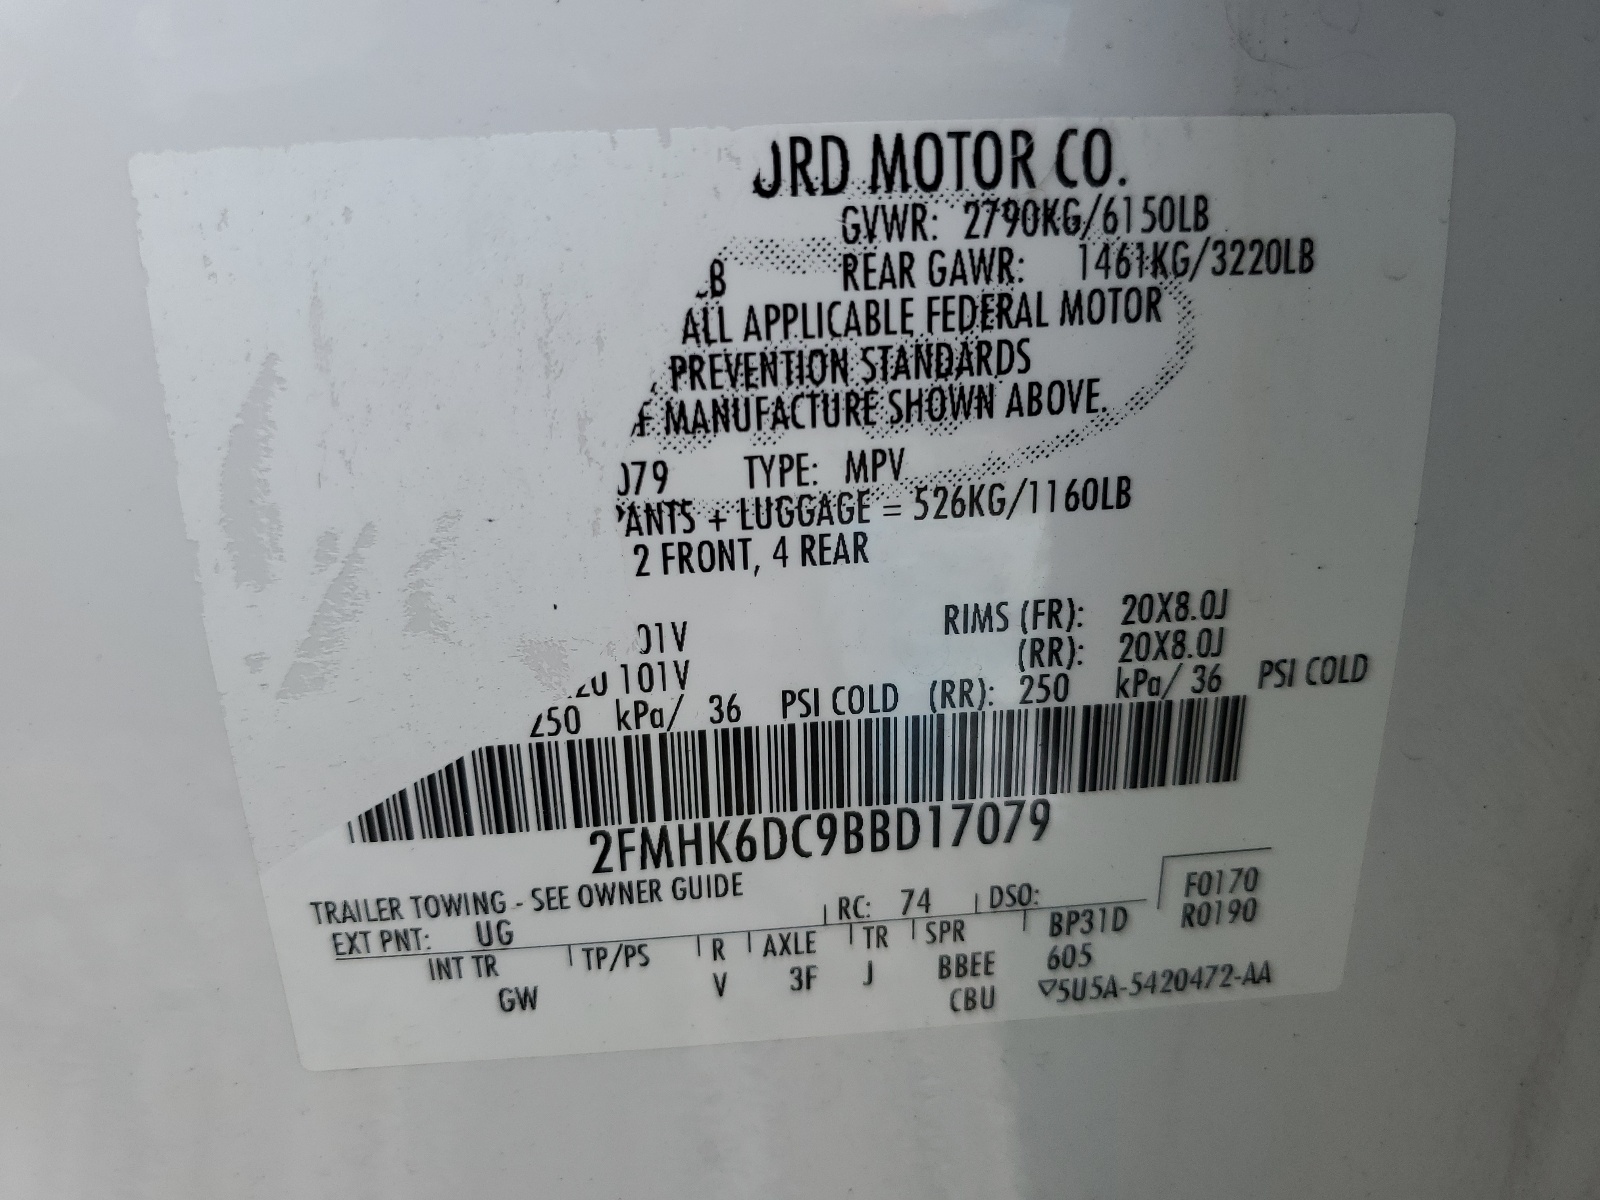 RD MOTOR CO.
GVWR: 2790KG/6150LB
B REAR GAWR: 1461KG/3220LB
ALL APPLICABLE FEDERAL MOTOR
PREVENTION STANDARDS
F MANUFACTURE SHOWN ABOVE.
079 TYPE: MPV
PANTS + LUGGAGE = 526KG/1160LB
2 FRONT, 4 REAR
01V RIMS (FR): 20X8.0J
20 101V (RR): 20X8.0J
250 kPa/ 36 PSI COLD (RR): 250 kPa/ 36 PSI COLD
2FMHK6DC9BBD17079
TRAILER TOWING - SEE OWNER GUIDE
EXT PNT: UG RC: 74 DSO: F0170
INT TR TP/PS R AXLE TR SPR BP31D R0190
GW V 3F J BBEE 605
CBU ▽5U5A-5420472-AA